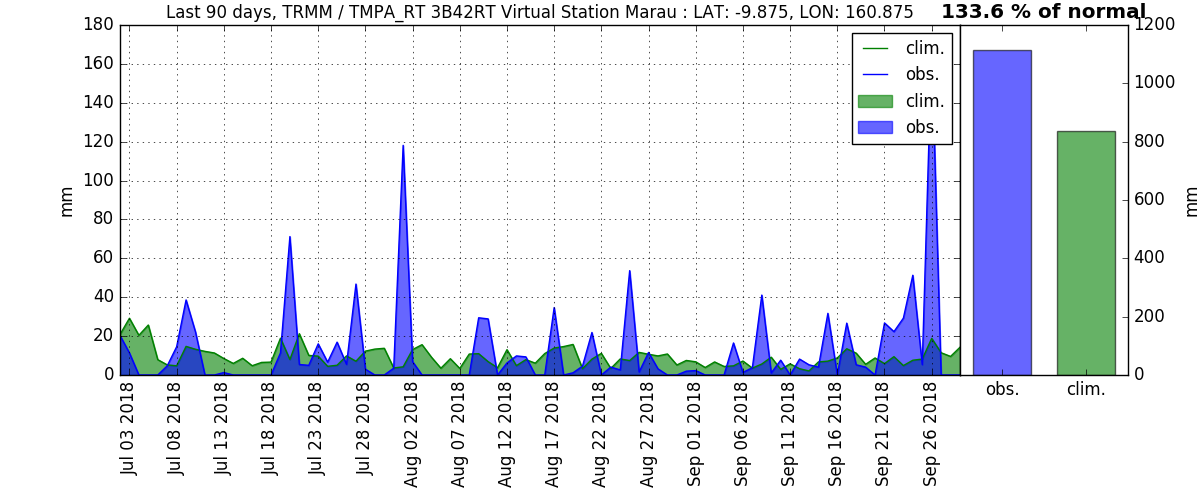 Last 90 days, TRMM / TMPA_RT 3B42RT Virtual Station Marau : LAT: -9.875, LON: 160.875
133.6 % of normal
mm
180
160
140
120
100
80
60
40
20
0
clim.
obs.
clim.
obs.
Jul 03 2018
Jul 08 2018
Jul 13 2018
Jul 18 2018
Jul 23 2018
Jul 28 2018
Aug 02 2018
Aug 07 2018
Aug 12 2018
Aug 17 2018
Aug 22 2018
Aug 27 2018
Sep 01 2018
Sep 06 2018
Sep 11 2018
Sep 16 2018
Sep 21 2018
Sep 26 2018
obs.
clim.
1200
1000
800
600
400
200
0
mm